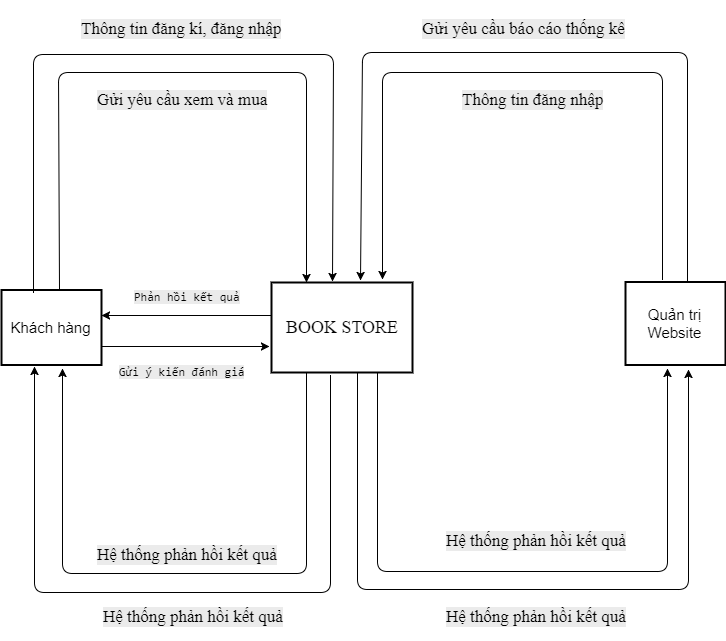 Thông tin đăng kí, đăng nhập
Gửi yêu cầu báo cáo thống kê
Gửi yêu cầu xem và mua
Thông tin đăng nhập
Phản hồi kết quả
Khách hàng
BOOK STORE
Quản trị
Website
Gửi ý kiến đánh giá
Hệ thống phản hồi kết quả
Hệ thống phản hồi kết quả
Hệ thống phản hồi kết quả
Hệ thống phản hồi kết quả